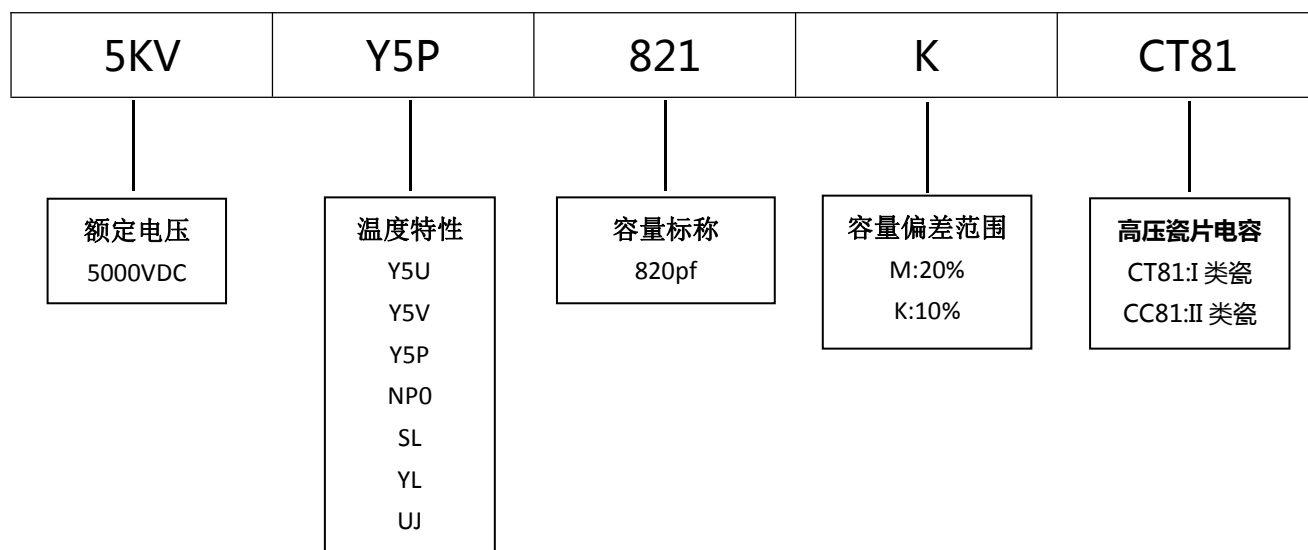 5KV Y5P 821 K CT81
额定电压
5000VDC
温度特性
Y5U
Y5V
Y5P
NP0
SL
YL
UJ
容量标称
820pf
容量偏差范围
M:20%
K:10%
高压瓷片电容
CT81:I 类瓷
CC81:II 类瓷